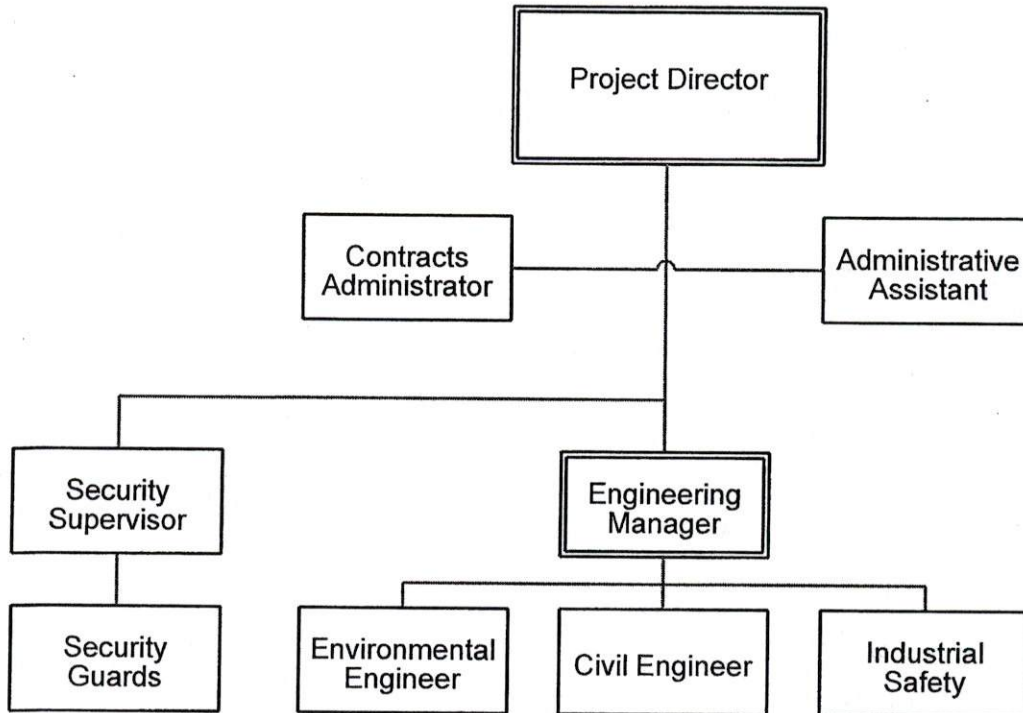 Project Director
Contracts
Administrator
Administrative
Assistant
Security
Supervisor
Engineering
Manager
Security
Guards
Environmental
Engineer
Civil Engineer
Industrial
Safety